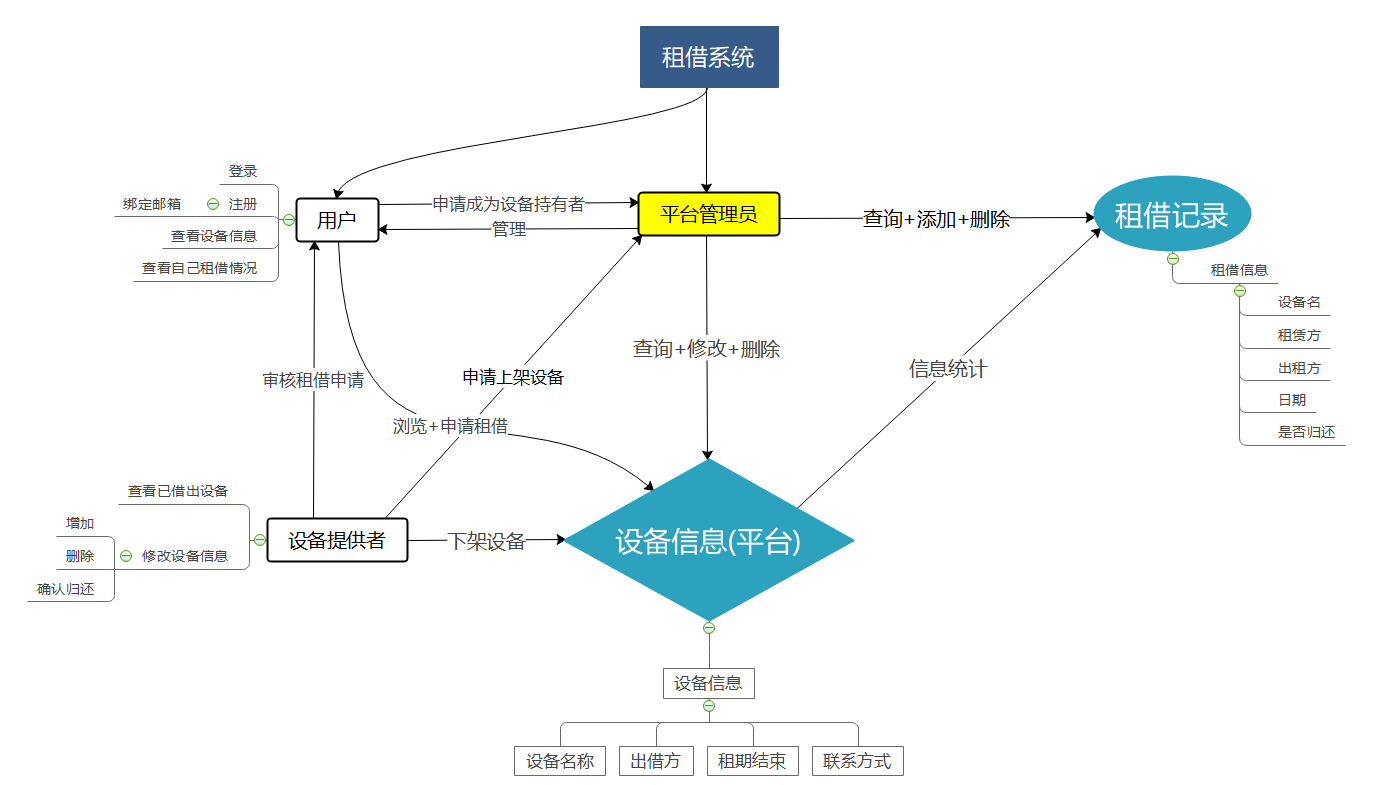 租借系统
登录
绑定邮箱
注册
查看设备信息
查看自己租借情况
用户
申请成为设备持有者
管理
平台管理员
查询+添加+删除
租借记录
租借信息
设备名
租赁方
出租方
日期
是否归还
查询+修改+删除
信息统计
审核租借申请
申请上架设备
浏览+申请租借
查看已借出设备
增加
删除
修改设备信息
确认归还
设备提供者
下架设备
设备信息(平台)
设备信息
设备名称
出借方
租期结束
联系方式